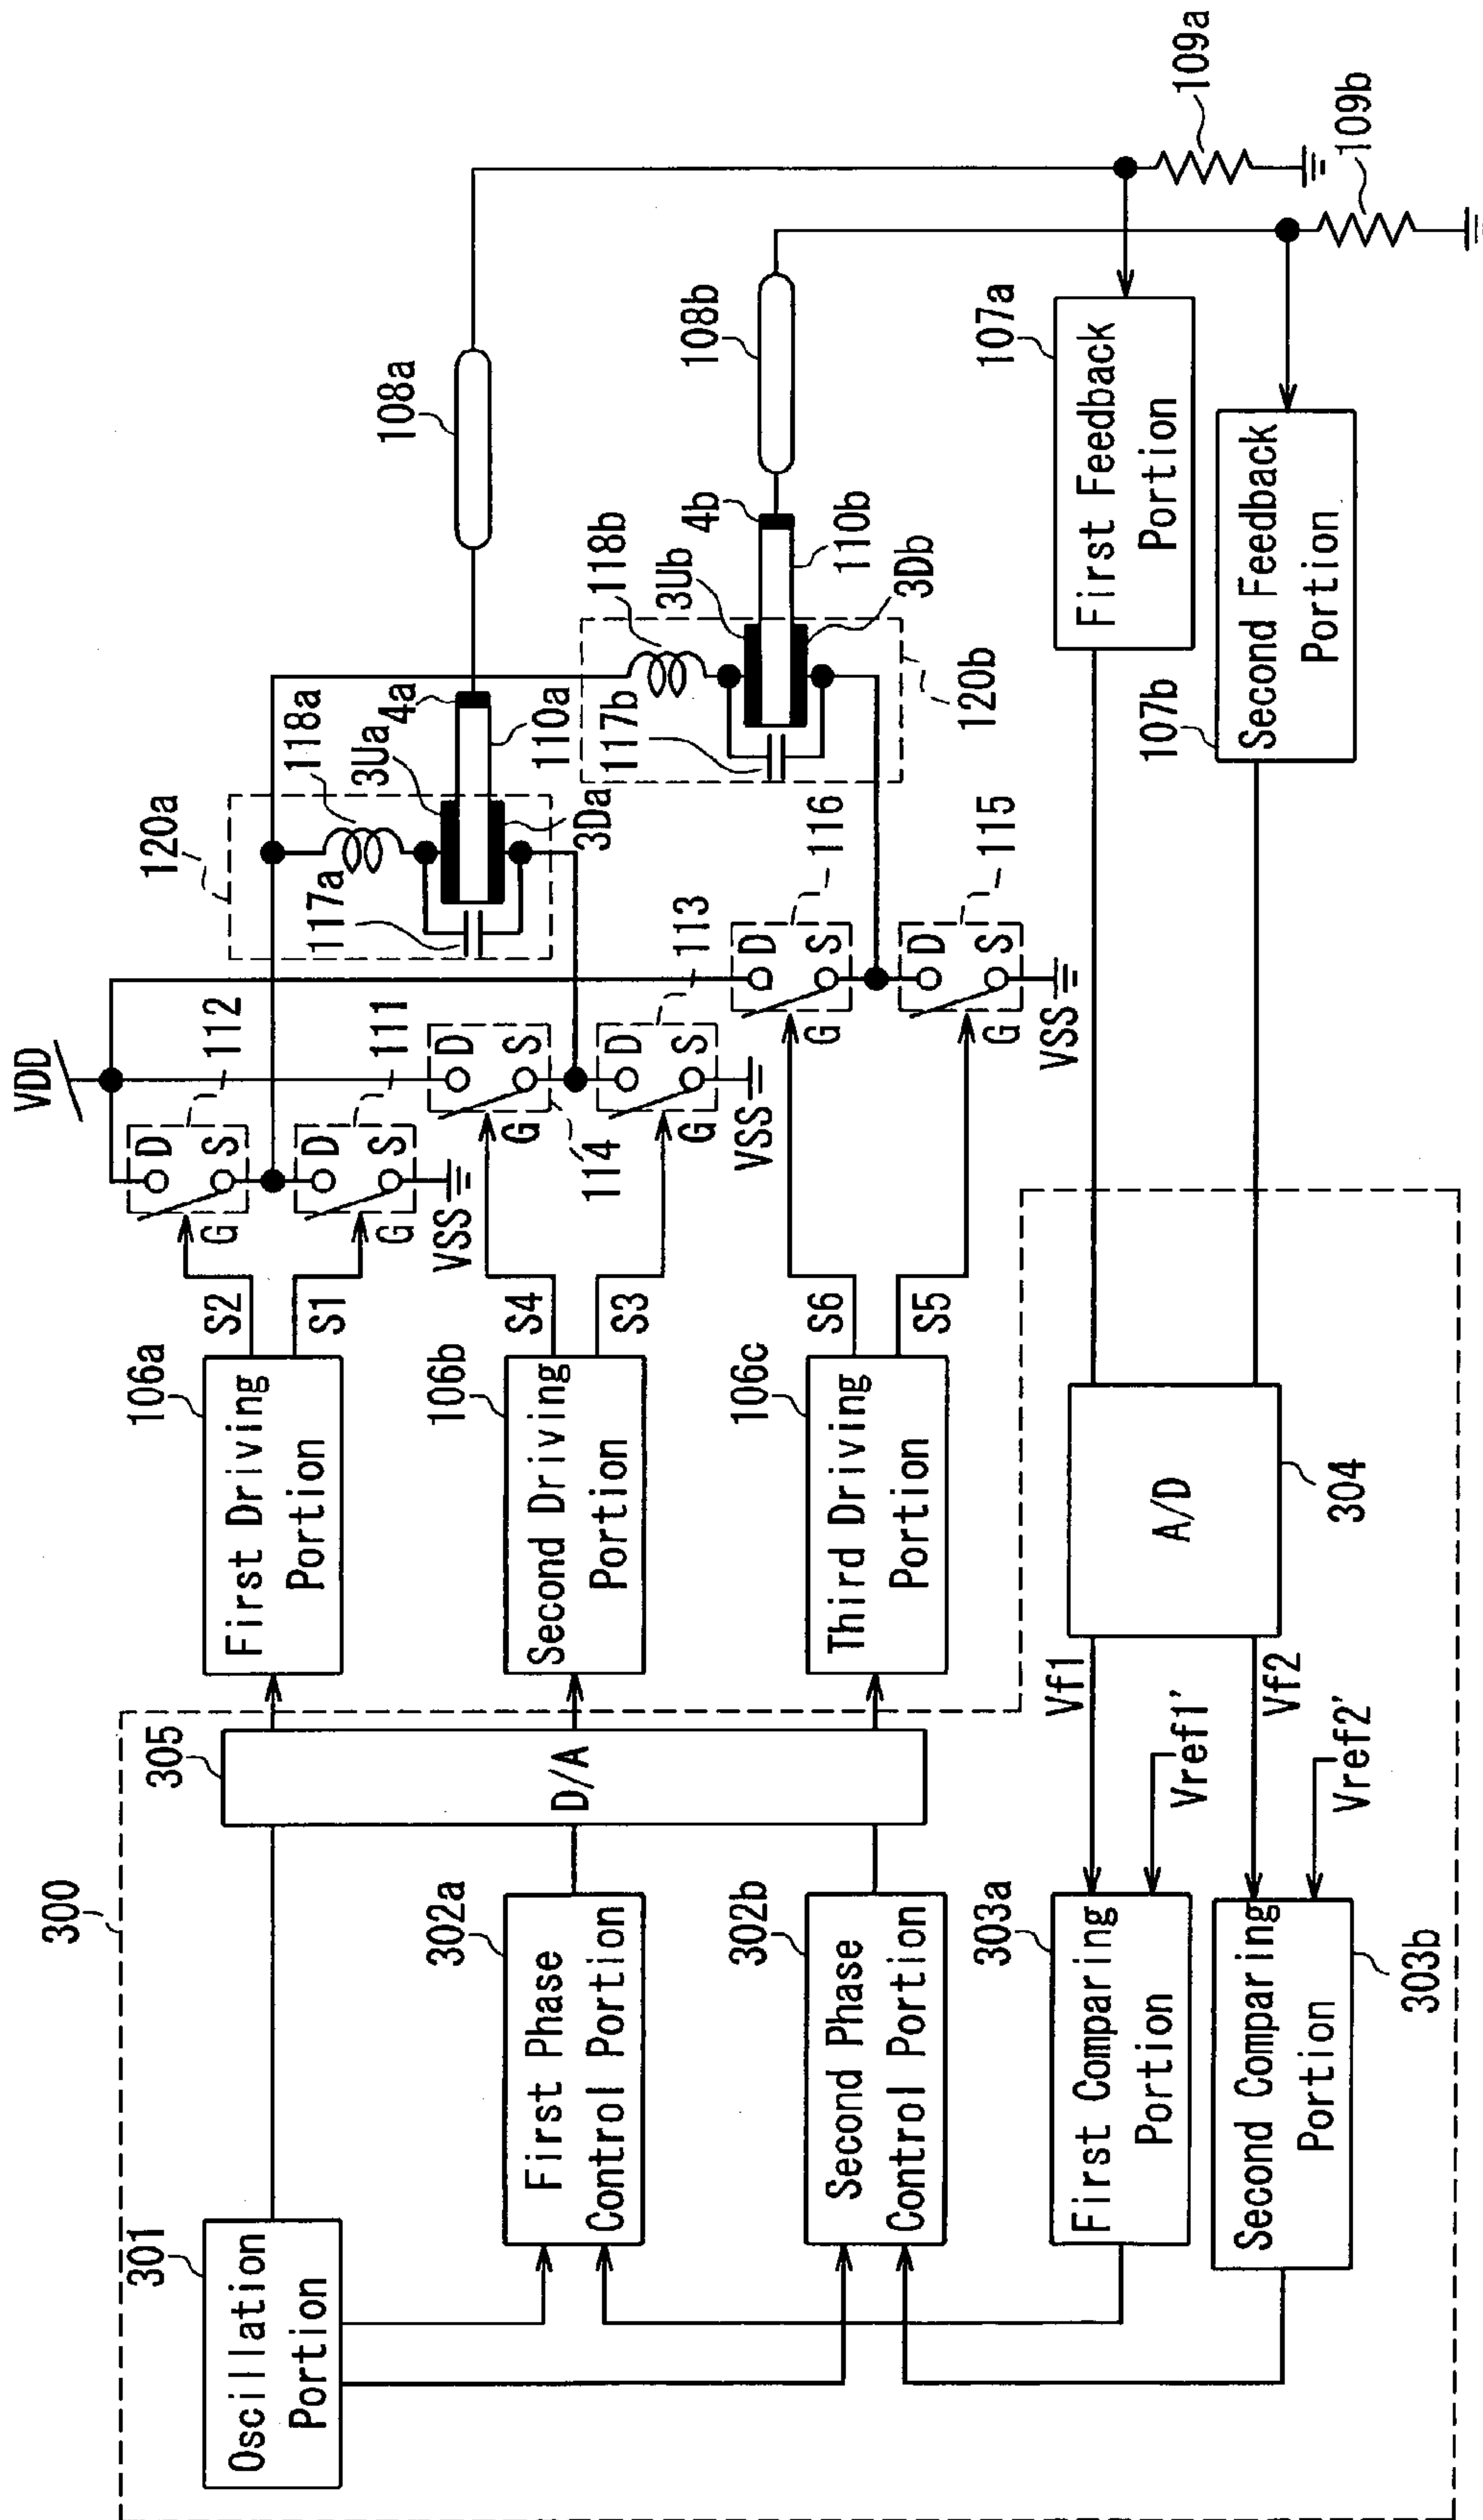 300
301
Oscillation
Portion
302a
First Phase
Control Portion
302b
Second Phase
Control Portion
303a
First Comparing
Portion
303b
Second Comparing
Portion
305
D/A
Vf1
Vref1'
Vf2
Vref2'
A/D
304
106a
First Driving
Portion
106b
Second Driving
Portion
106c
Third Driving
Portion
S2
S1
S4
S3
S6
S5
VDD
D
S
G
112
D
S
G
111
VSS
D
S
G
114
D
S
G
113
VSS
D
S
G
116
D
S
G
115
VSS
120a
117a
118a
3Ua
4a
110a
3Da
108a
120b
117b
118b
3Ub
4b
110b
3Db
108b
107a
First Feedback
Portion
107b
Second Feedback
Portion
109a
109b